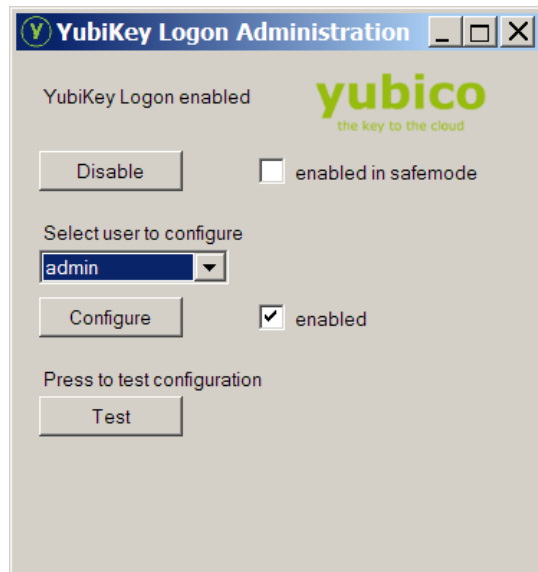 YubiKey Logon Administration
YubiKey Logon enabled
yubico
the key to the cloud
Disable
enabled in safemode
Select user to configure
admin
Configure
enabled
Press to test configuration
Test